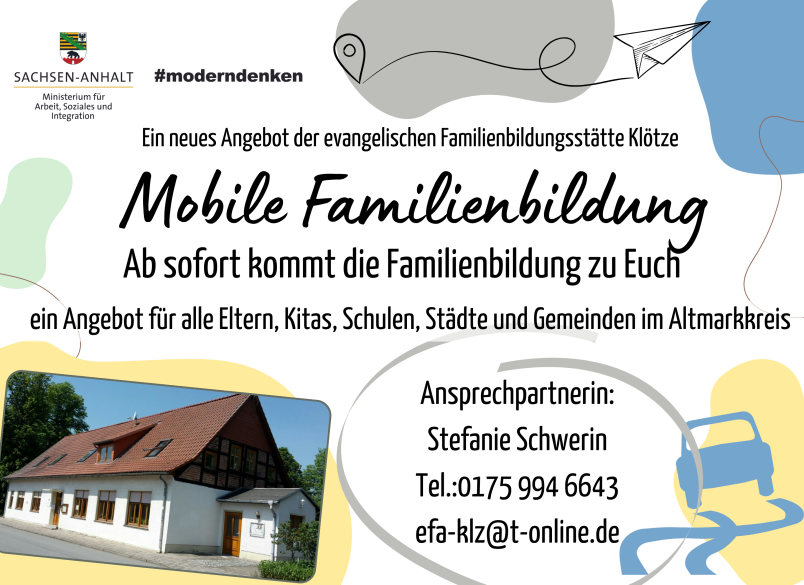 SACHSEN-ANHALT
#moderndenken
Ministerium für
Arbeit, Soziales und
Integration
Ein neues Angebot der evangelischen Familienbildungsstätte Klötze
Mobile Familienbildung
Ab sofort kommt die Familienbildung zu Euch
ein Angebot für alle Eltern, Kitas, Schulen, Städte und Gemeinden im Altmarkkreis
Ansprechpartnerin:
Stefanie Schwerin
Tel.:0175 994 6643
efa-klz@t-online.de